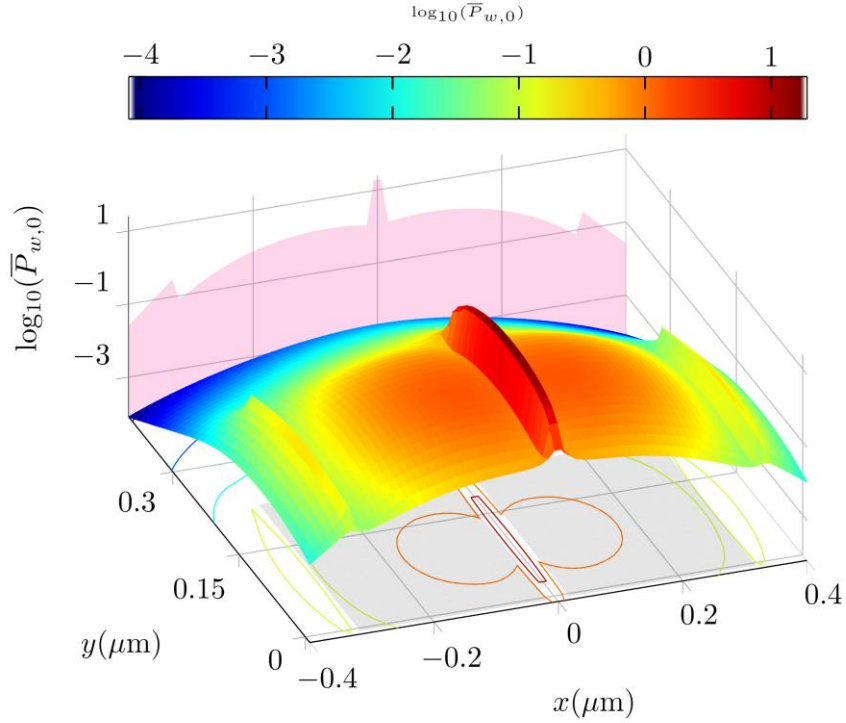 log₁₀(P̅_{w,0})
−4 −3 −2 −1 0 1
log₁₀(P̅_{w,0})
1
−1
−3
0.3
0.15
0
y(μm)
−0.4 −0.2 0 0.2 0.4
x(μm)